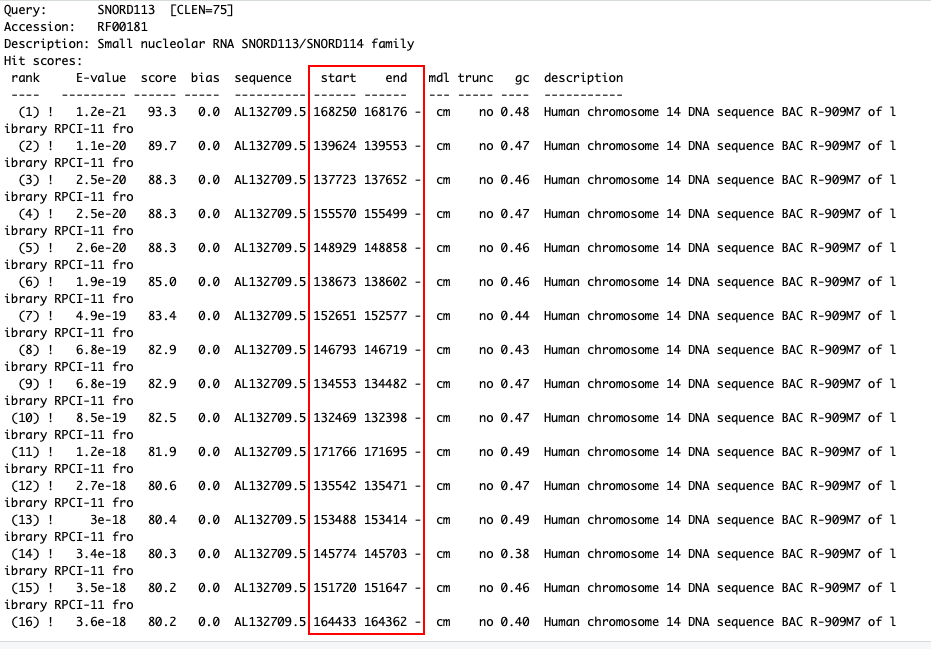 Query:       SNORD113  [CLEN=75]
Accession:   RF00181
Description: Small nucleolar RNA SNORD113/SNORD114 family
Hit scores:
 rank     E-value  score  bias  sequence    start    end   mdl trunc   gc  description
 ----   --------- ------ -----  ---------- ------ ------   --- ----- ----  -----------
  (1) !   1.2e-21   93.3   0.0  AL132709.5 168250 168176 -  cm    no 0.48  Human chromosome 14 DNA sequence BAC R-909M7 of l
ibrary RPCI-11 fro
  (2) !   1.1e-20   89.7   0.0  AL132709.5 139624 139553 -  cm    no 0.47  Human chromosome 14 DNA sequence BAC R-909M7 of l
ibrary RPCI-11 fro
  (3) !   2.5e-20   88.3   0.0  AL132709.5 137723 137652 -  cm    no 0.46  Human chromosome 14 DNA sequence BAC R-909M7 of l
ibrary RPCI-11 fro
  (4) !   2.5e-20   88.3   0.0  AL132709.5 155570 155499 -  cm    no 0.47  Human chromosome 14 DNA sequence BAC R-909M7 of l
ibrary RPCI-11 fro
  (5) !   2.6e-20   88.3   0.0  AL132709.5 148929 148858 -  cm    no 0.46  Human chromosome 14 DNA sequence BAC R-909M7 of l
ibrary RPCI-11 fro
  (6) !   1.9e-19   85.0   0.0  AL132709.5 138673 138602 -  cm    no 0.46  Human chromosome 14 DNA sequence BAC R-909M7 of l
ibrary RPCI-11 fro
  (7) !   4.9e-19   83.4   0.0  AL132709.5 152651 152577 -  cm    no 0.44  Human chromosome 14 DNA sequence BAC R-909M7 of l
ibrary RPCI-11 fro
  (8) !   6.8e-19   82.9   0.0  AL132709.5 146793 146719 -  cm    no 0.43  Human chromosome 14 DNA sequence BAC R-909M7 of l
ibrary RPCI-11 fro
  (9) !   6.8e-19   82.9   0.0  AL132709.5 134553 134482 -  cm    no 0.47  Human chromosome 14 DNA sequence BAC R-909M7 of l
ibrary RPCI-11 fro
 (10) !   8.5e-19   82.5   0.0  AL132709.5 132469 132398 -  cm    no 0.47  Human chromosome 14 DNA sequence BAC R-909M7 of l
ibrary RPCI-11 fro
 (11) !   1.2e-18   81.9   0.0  AL132709.5 171766 171695 -  cm    no 0.49  Human chromosome 14 DNA sequence BAC R-909M7 of l
ibrary RPCI-11 fro
 (12) !   2.7e-18   80.6   0.0  AL132709.5 135542 135471 -  cm    no 0.47  Human chromosome 14 DNA sequence BAC R-909M7 of l
ibrary RPCI-11 fro
 (13) !     3e-18   80.4   0.0  AL132709.5 153488 153414 -  cm    no 0.49  Human chromosome 14 DNA sequence BAC R-909M7 of l
ibrary RPCI-11 fro
 (14) !   3.4e-18   80.3   0.0  AL132709.5 145774 145703 -  cm    no 0.38  Human chromosome 14 DNA sequence BAC R-909M7 of l
ibrary RPCI-11 fro
 (15) !   3.5e-18   80.2   0.0  AL132709.5 151720 151647 -  cm    no 0.46  Human chromosome 14 DNA sequence BAC R-909M7 of l
ibrary RPCI-11 fro
 (16) !   3.6e-18   80.2   0.0  AL132709.5 164433 164362 -  cm    no 0.40  Human chromosome 14 DNA sequence BAC R-909M7 of l